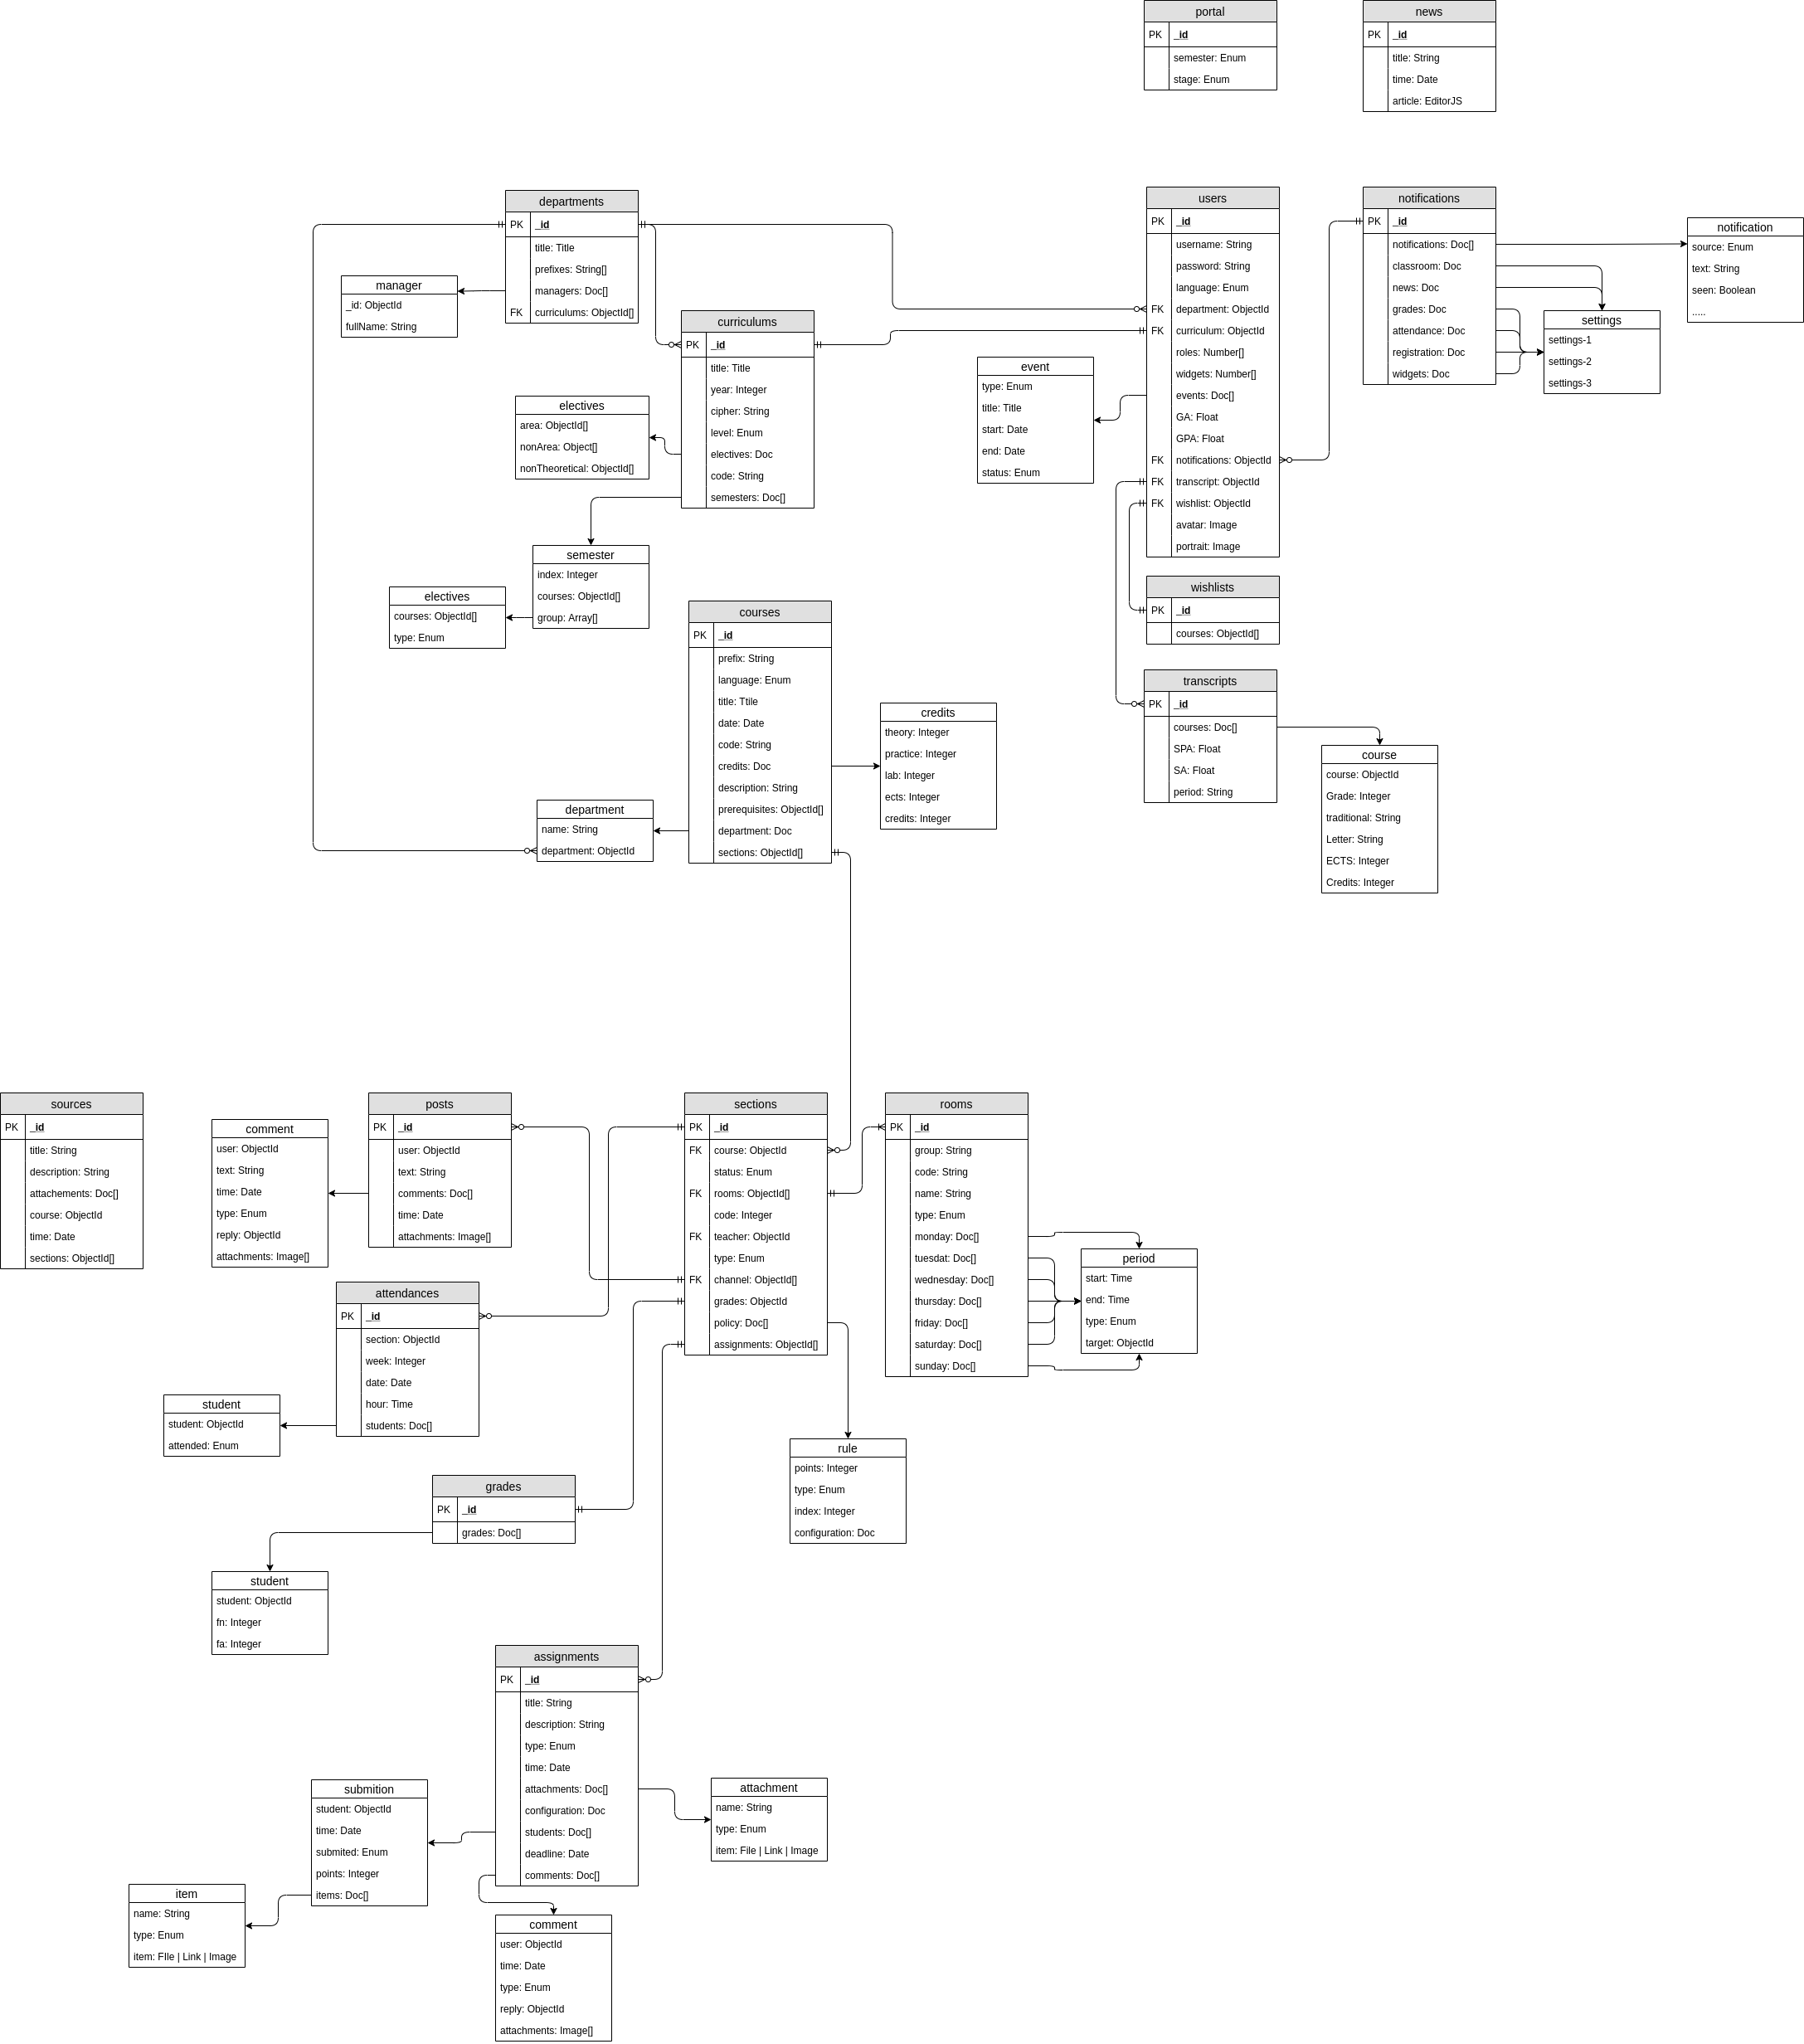 portal
PK _id
semester: Enum
stage: Enum
news
PK _id
title: String
time: Date
article: EditorJS
departments
PK _id
title: Title
prefixes: String[]
managers: Doc[]
FK curriculums: ObjectId[]
manager
_id: ObjectId
fullName: String
curriculums
PK _id
title: Title
year: Integer
cipher: String
level: Enum
electives: Doc
code: String
semesters: Doc[]
electives
area: ObjectId[]
nonArea: Object[]
nonTheoretical: ObjectId[]
semester
index: Integer
courses: ObjectId[]
group: Array[]
electives
courses: ObjectId[]
type: Enum
users
PK _id
username: String
password: String
language: Enum
FK department: ObjectId
FK curriculum: ObjectId
roles: Number[]
widgets: Number[]
events: Doc[]
GA: Float
GPA: Float
FK notifications: ObjectId
FK transcript: ObjectId
FK wishlist: ObjectId
avatar: Image
portrait: Image
event
type: Enum
title: Title
start: Date
end: Date
status: Enum
notifications
PK _id
notifications: Doc[]
classroom: Doc
news: Doc
grades: Doc
attendance: Doc
registration: Doc
widgets: Doc
notification
source: Enum
text: String
seen: Boolean
.....
settings
settings-1
settings-2
settings-3
wishlists
PK _id
courses: ObjectId[]
transcripts
PK _id
courses: Doc[]
SPA: Float
SA: Float
period: String
course
course: ObjectId
Grade: Integer
traditional: String
Letter: String
ECTS: Integer
Credits: Integer
courses
PK _id
prefix: String
language: Enum
title: Ttile
date: Date
code: String
credits: Doc
description: String
prerequisites: ObjectId[]
department: Doc
sections: ObjectId[]
credits
theory: Integer
practice: Integer
lab: Integer
ects: Integer
credits: Integer
department
name: String
department: ObjectId
sources
PK _id
title: String
description: String
attachements: Doc[]
course: ObjectId
time: Date
sections: ObjectId[]
comment
user: ObjectId
text: String
time: Date
type: Enum
reply: ObjectId
attachments: Image[]
posts
PK _id
user: ObjectId
text: String
comments: Doc[]
time: Date
attachments: Image[]
sections
PK _id
FK course: ObjectId
status: Enum
FK rooms: ObjectId[]
code: Integer
FK teacher: ObjectId
type: Enum
FK channel: ObjectId[]
grades: ObjectId
policy: Doc[]
assignments: ObjectId[]
rooms
PK _id
group: String
code: String
name: String
type: Enum
monday: Doc[]
tuesdat: Doc[]
wednesday: Doc[]
thursday: Doc[]
friday: Doc[]
saturday: Doc[]
sunday: Doc[]
period
start: Time
end: Time
type: Enum
target: ObjectId
attendances
PK _id
section: ObjectId
week: Integer
date: Date
hour: Time
students: Doc[]
student
student: ObjectId
attended: Enum
rule
points: Integer
type: Enum
index: Integer
configuration: Doc
grades
PK _id
grades: Doc[]
student
student: ObjectId
fn: Integer
fa: Integer
assignments
PK _id
title: String
description: String
type: Enum
time: Date
attachments: Doc[]
configuration: Doc
students: Doc[]
deadline: Date
comments: Doc[]
attachment
name: String
type: Enum
item: File | Link | Image
submition
student: ObjectId
time: Date
submited: Enum
points: Integer
items: Doc[]
item
name: String
type: Enum
item: FIle | Link | Image
comment
user: ObjectId
time: Date
type: Enum
reply: ObjectId
attachments: Image[]